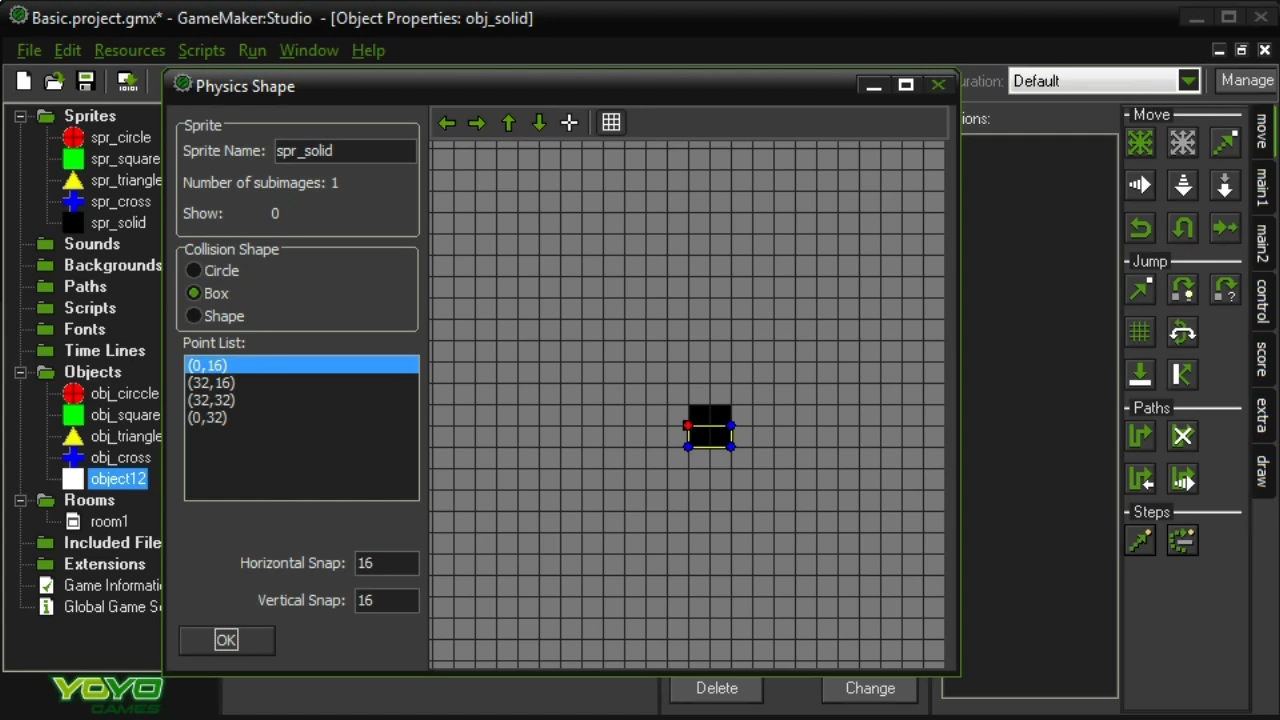 Basic.project.gmx* - GameMaker:Studio - [Object Properties: obj_solid]
File Edit Resources Scripts Run Window Help
uration: Default Manage
Physics Shape
Sprites
spr_circle
spr_square
spr_triangle
spr_cross
spr_solid
Sounds
Backgrounds
Paths
Scripts
Fonts
Time Lines
Objects
obj_circcle
obj_square
obj_triangle
obj_cross
object12
Rooms
room1
Included File
Extensions
Game Informati
Global Game Se
Sprite
Sprite Name: spr_solid
Number of subimages: 1
Show: 0
Collision Shape
Circle
Box
Shape
Point List:
(0,16)
(32,16)
(32,32)
(0,32)
Horizontal Snap: 16
Vertical Snap: 16
OK
ions:
Move
Jump
Paths
Steps
move
main1
main2
control
score
extra
draw
YOYO
GAMES
Delete
Change